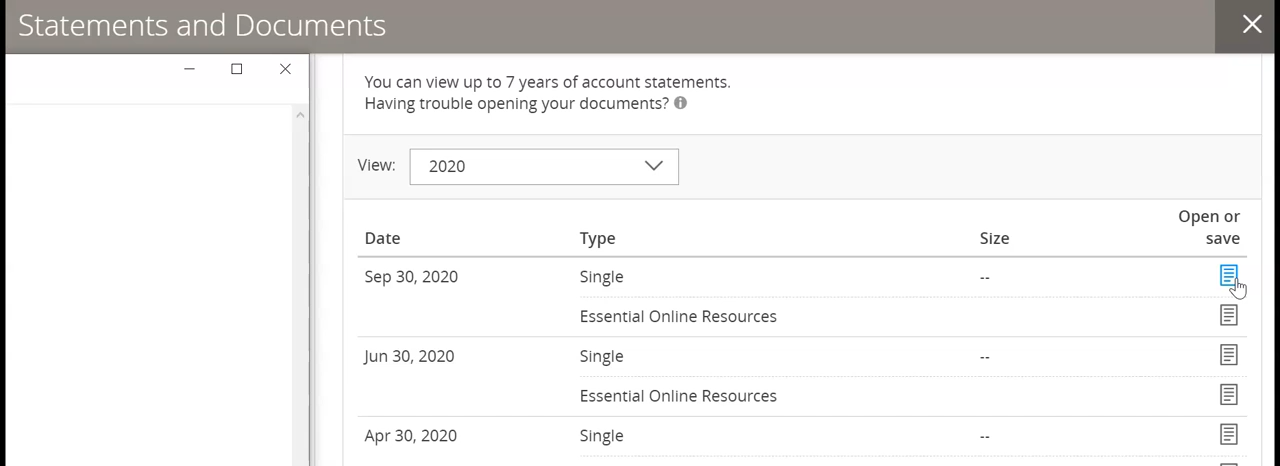 Statements and Documents
You can view up to 7 years of account statements.
Having trouble opening your documents?
View: 2020
Open or
save
Date Type Size
Sep 30, 2020 Single --
Essential Online Resources
Jun 30, 2020 Single --
Essential Online Resources
Apr 30, 2020 Single --